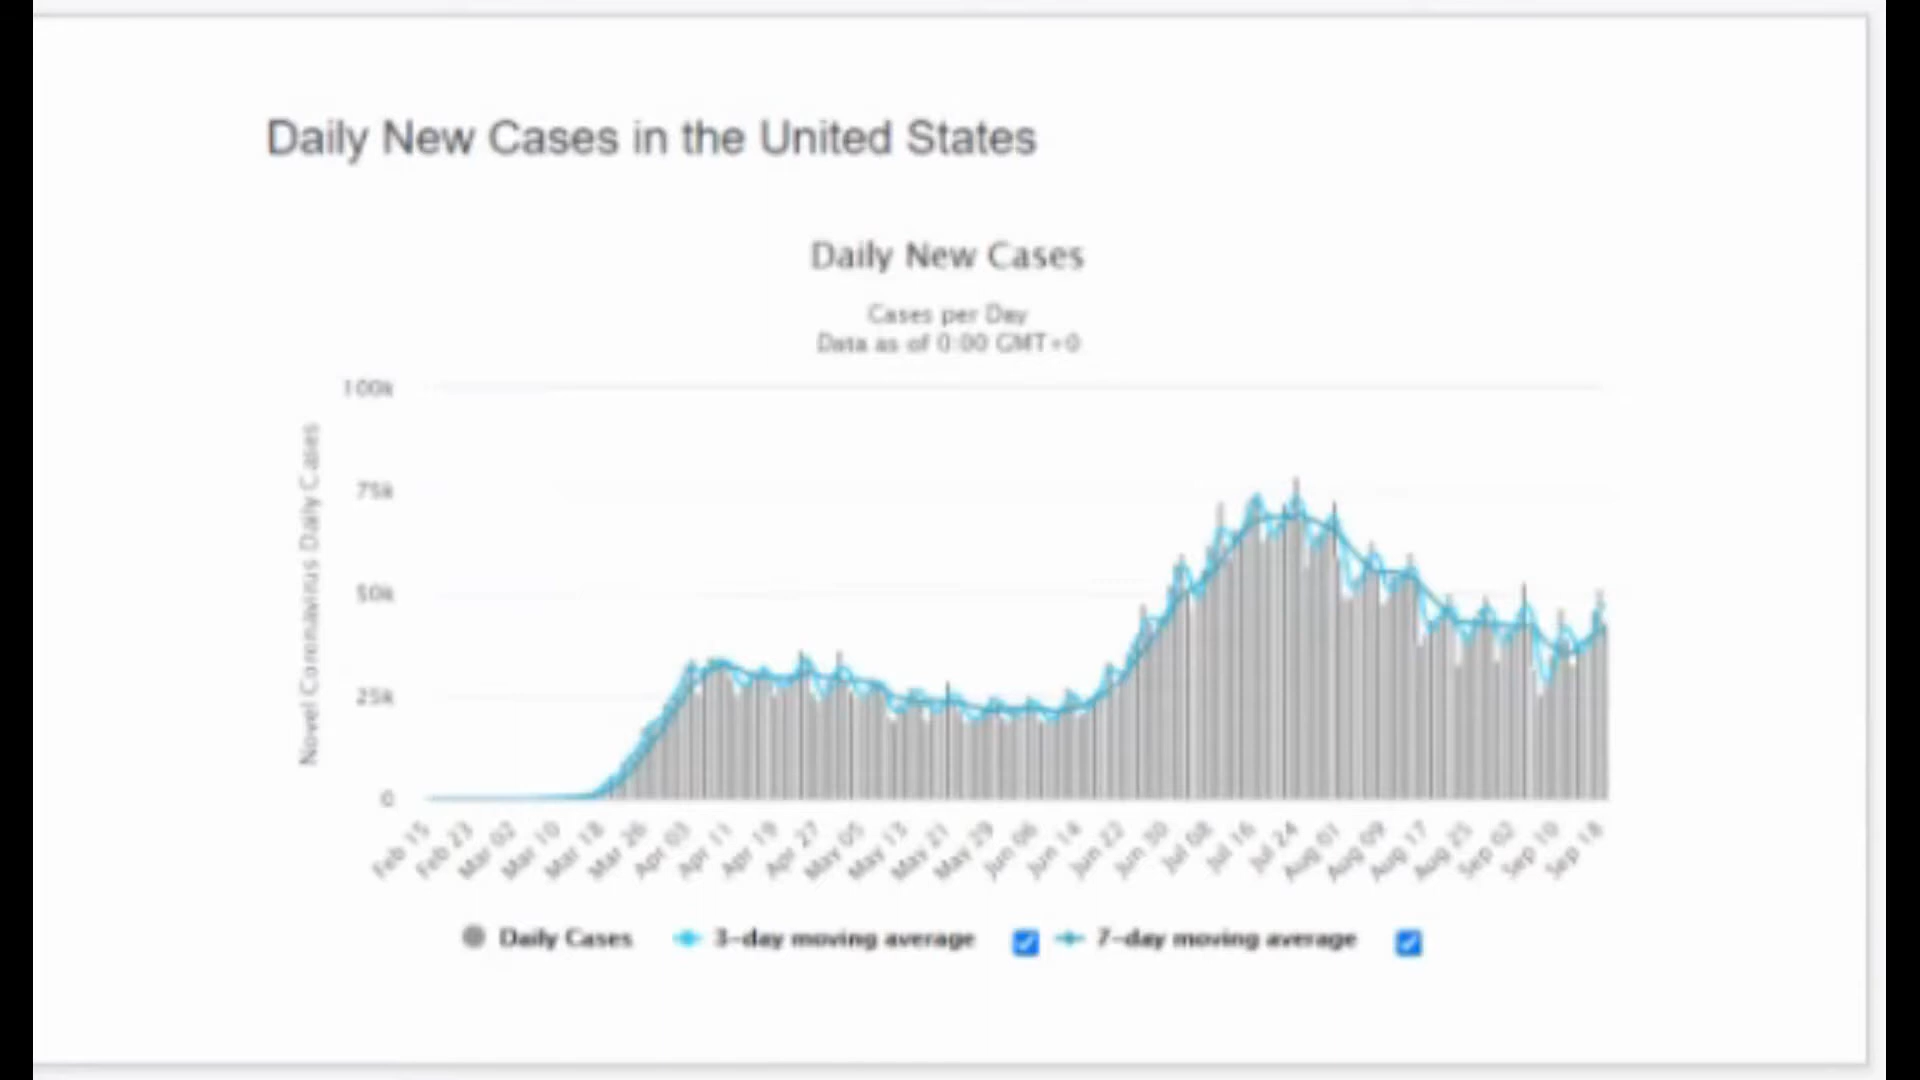 Daily New Cases in the United States
Daily New Cases
Cases per Day
Data as of 0:00 GMT+0
Novel Coronavirus Daily Cases
100k
75k
50k
25k
0
Feb 15
Feb 23
Mar 02
Mar 10
Mar 18
Mar 26
Apr 03
Apr 11
Apr 19
Apr 27
May 05
May 13
May 21
May 29
Jun 06
Jun 14
Jun 22
Jun 30
Jul 08
Jul 16
Jul 24
Aug 01
Aug 09
Aug 17
Aug 25
Sep 02
Sep 10
Sep 18
Daily Cases
3-day moving average
7-day moving average